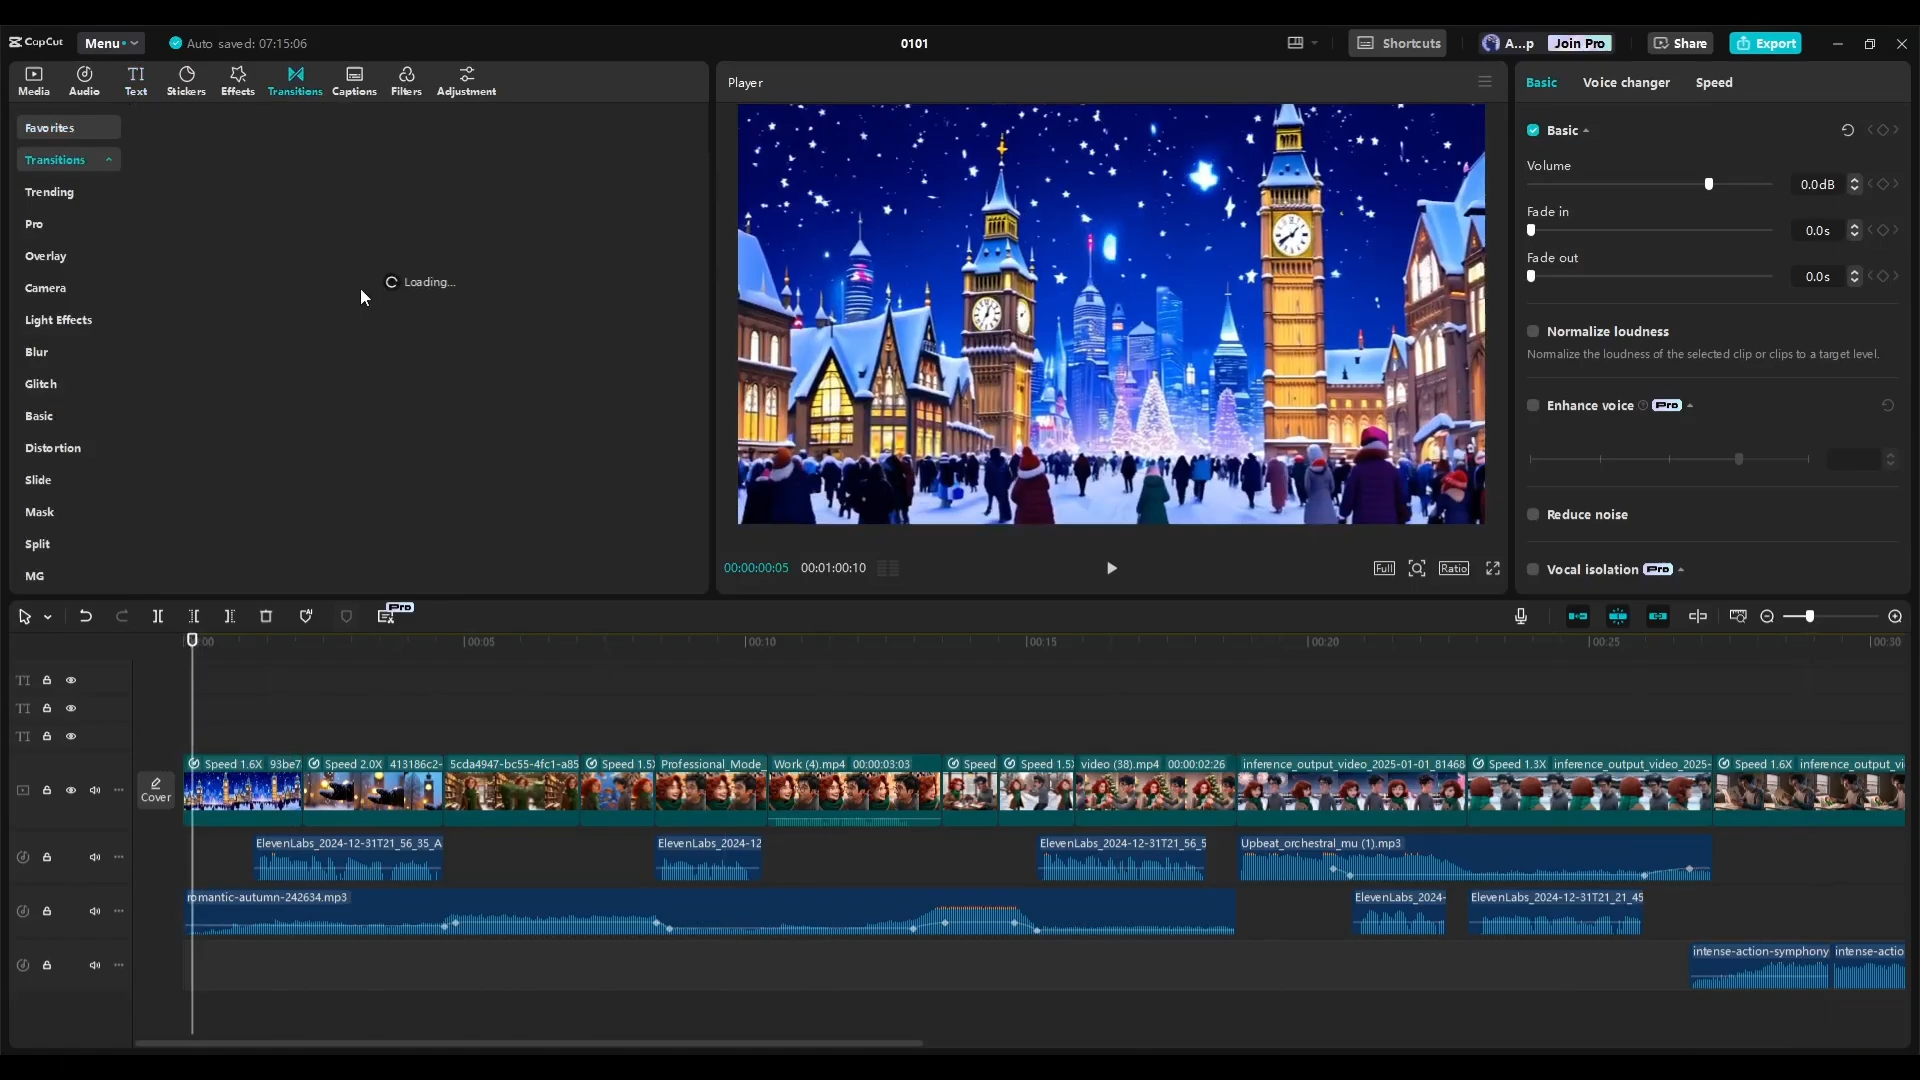 CapCut
Menu
Auto saved: 07:15:06
0101
Shortcuts
A...p
Join Pro
Share
Export
Media
Audio
Text
Stickers
Effects
Transitions
Captions
Filters
Adjustment
Favorites
Transitions
Trending
Pro
Overlay
Camera
Light Effects
Blur
Glitch
Basic
Distortion
Slide
Mask
Split
MG
Loading...
Player
00:00:00:05
00:01:00:10
Full
Ratio
Basic
Voice changer
Speed
Basic
Volume
0.0dB
Fade in
0.0s
Fade out
0.0s
Normalize loudness
Normalize the loudness of the selected clip or clips to a target level.
Enhance voice
Pro
Reduce noise
Vocal isolation
Pro
Pro
00:05
00:10
00:15
00:20
00:25
00:30
Cover
Speed 1.6X 93be7
Speed 2.0X 413186c2-
5cda4947-bc55-4fc1-a85
Speed 1.5
Professional_Mode_
Work (4).mp4 00:00:03:03
Speed
Speed 1.5
video (38).mp4 00:00:02:26
inference_output_video_2025-01-01_81468
Speed 1.3X inference_output_video_2025-
Speed 1.6X inference_output_vi
ElevenLabs_2024-12-31T21_56_35_A
ElevenLabs_2024-12
ElevenLabs_2024-12-31T21_56_5
Upbeat_orchestral_mu (1).mp3
romantic-autumn-242634.mp3
ElevenLabs_2024-
ElevenLabs_2024-12-31T21_21_45
intense-action-symphony
intense-actio